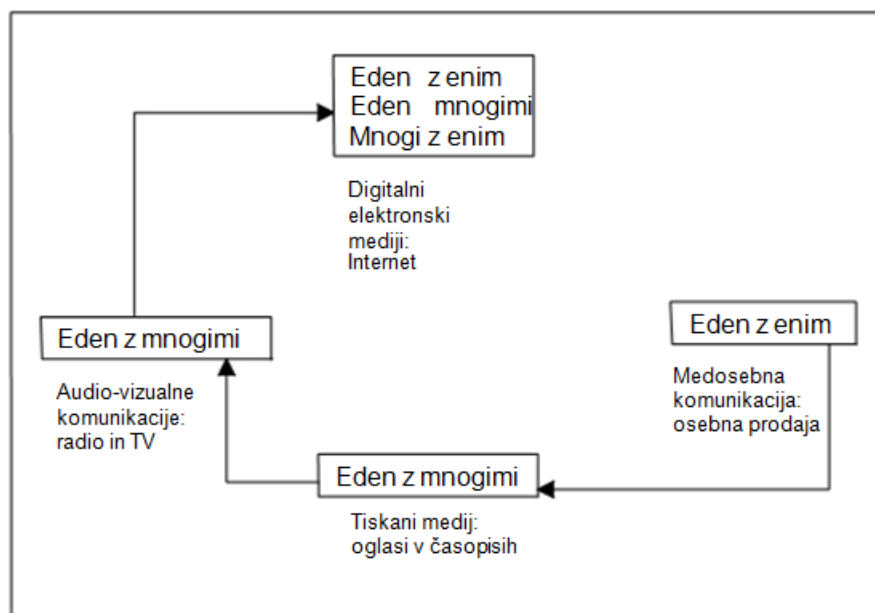 Eden z enim
Eden mnogimi
Mnogi z enim
Digitalni
elektronski
mediji:
Internet
Eden z mnogimi
Audio-vizualne
komunikacije:
radio in TV
Eden z enim
Medosebna
komunikacija:
osebna prodaja
Eden z mnogimi
Tiskani medij:
oglasi v časopisih